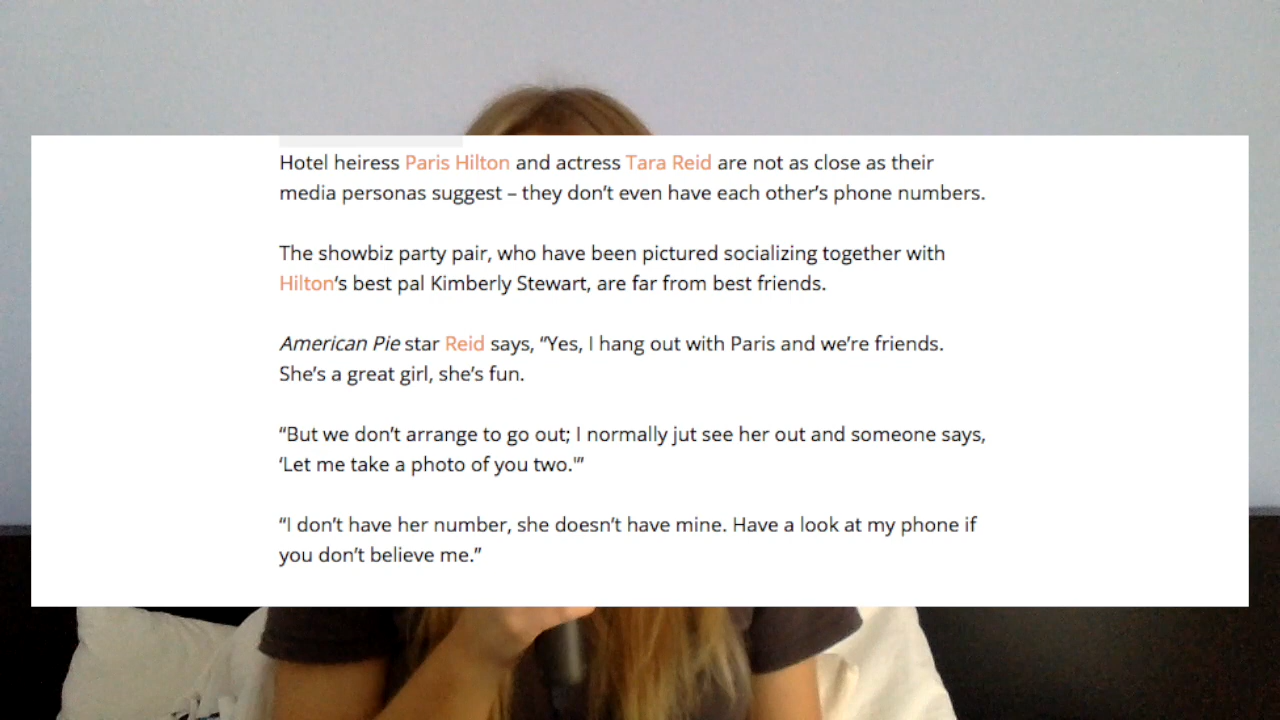 Hotel heiress Paris Hilton and actress Tara Reid are not as close as their
media personas suggest – they don’t even have each other’s phone numbers.
The showbiz party pair, who have been pictured socializing together with
Hilton’s best pal Kimberly Stewart, are far from best friends.
American Pie star Reid says, “Yes, I hang out with Paris and we’re friends.
She’s a great girl, she’s fun.
“But we don’t arrange to go out; I normally jut see her out and someone says,
‘Let me take a photo of you two.'”
“I don’t have her number, she doesn’t have mine. Have a look at my phone if
you don’t believe me.”